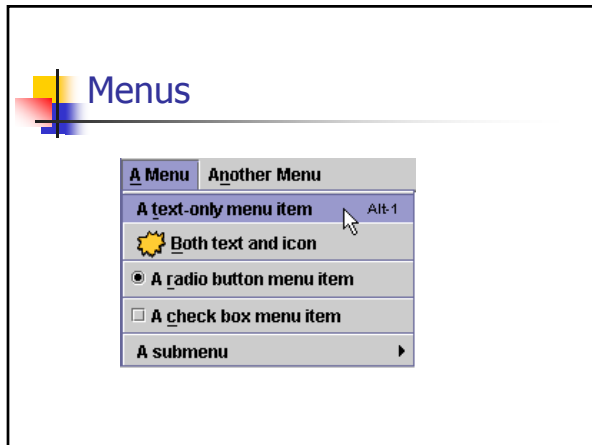 Menus
A Menu Another Menu
A text-only menu item Alt-1
Both text and icon
A radio button menu item
A check box menu item
A submenu